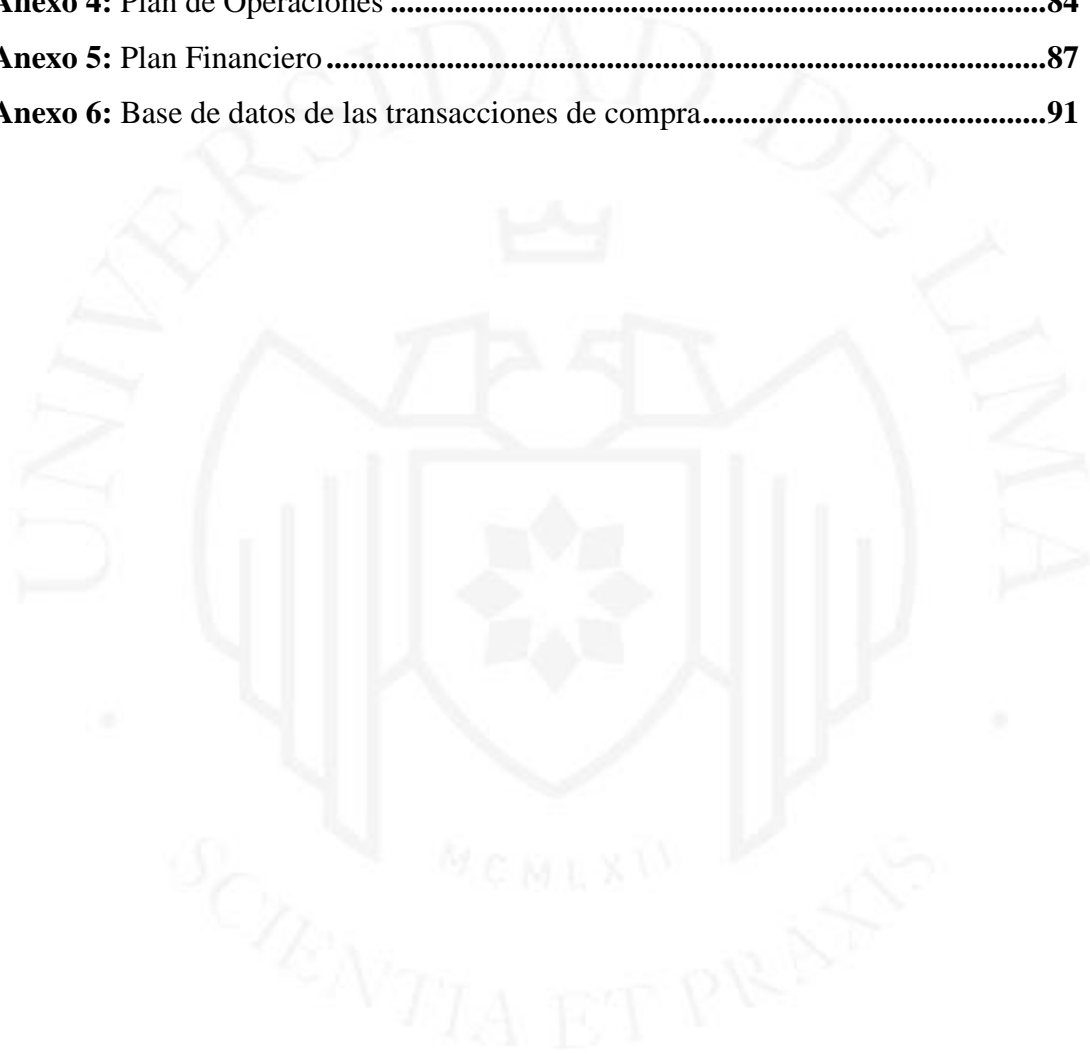 Anexo 4: Plan de Operaciones ........................................................................................84
Anexo 5: Plan Financiero ................................................................................................87
Anexo 6: Base de datos de las transacciones de compra..............................................91
UNIVERSIDAD DE LIMA
MCMLXII
SCIENTIA ET PRAXIS